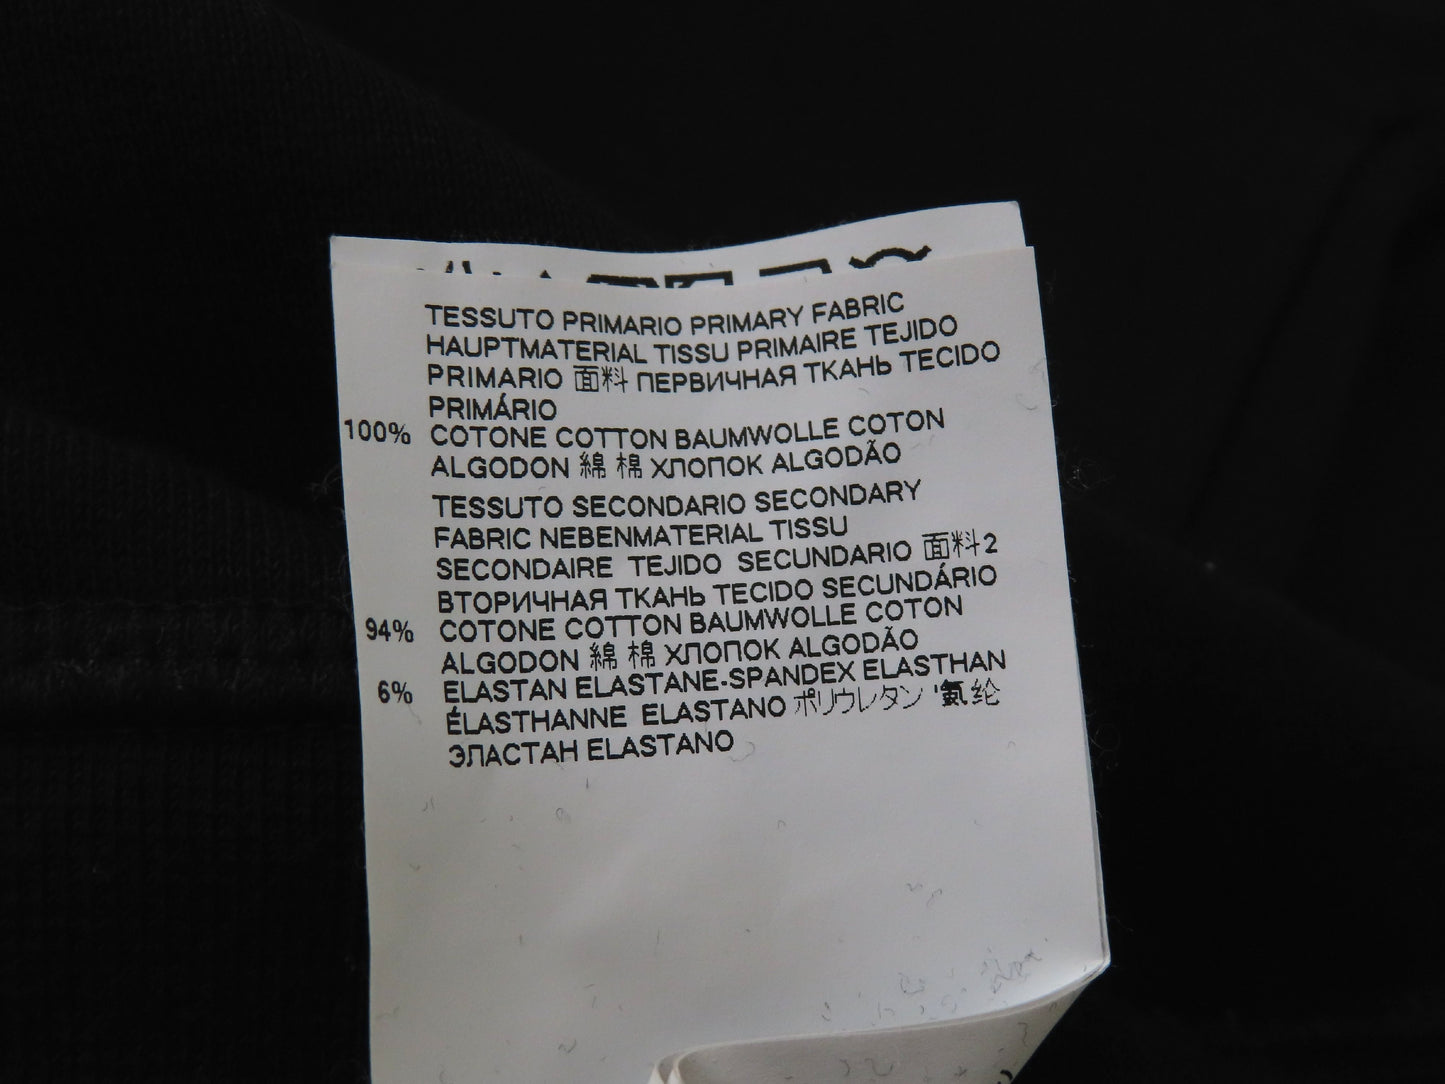 TESSUTO PRIMARIO PRIMARY FABRIC
HAUPTMATERIAL TISSU PRIMAIRE TEJIDO
PRIMARIO 面料 ПЕРВИЧНАЯ ТКАНЬ TECIDO
PRIMÁRIO
100% COTONE COTTON BAUMWOLLE COTON
ALGODON 綿 棉 ХЛОПОК ALGODÃO
TESSUTO SECONDARIO SECONDARY
FABRIC NEBENMATERIAL TISSU
SECONDAIRE TEJIDO SECUNDARIO 面料2
ВТОРИЧНАЯ ТКАНЬ TECIDO SECUNDÁRIO
94% COTONE COTTON BAUMWOLLE COTON
ALGODON 綿 棉 ХЛОПОК ALGODÃO
6% ELASTAN ELASTANE-SPANDEX ELASTHAN
ÉLASTHANNE ELASTANO ポリウレタン '氨纶
ЭЛАСТАН ELASTANO